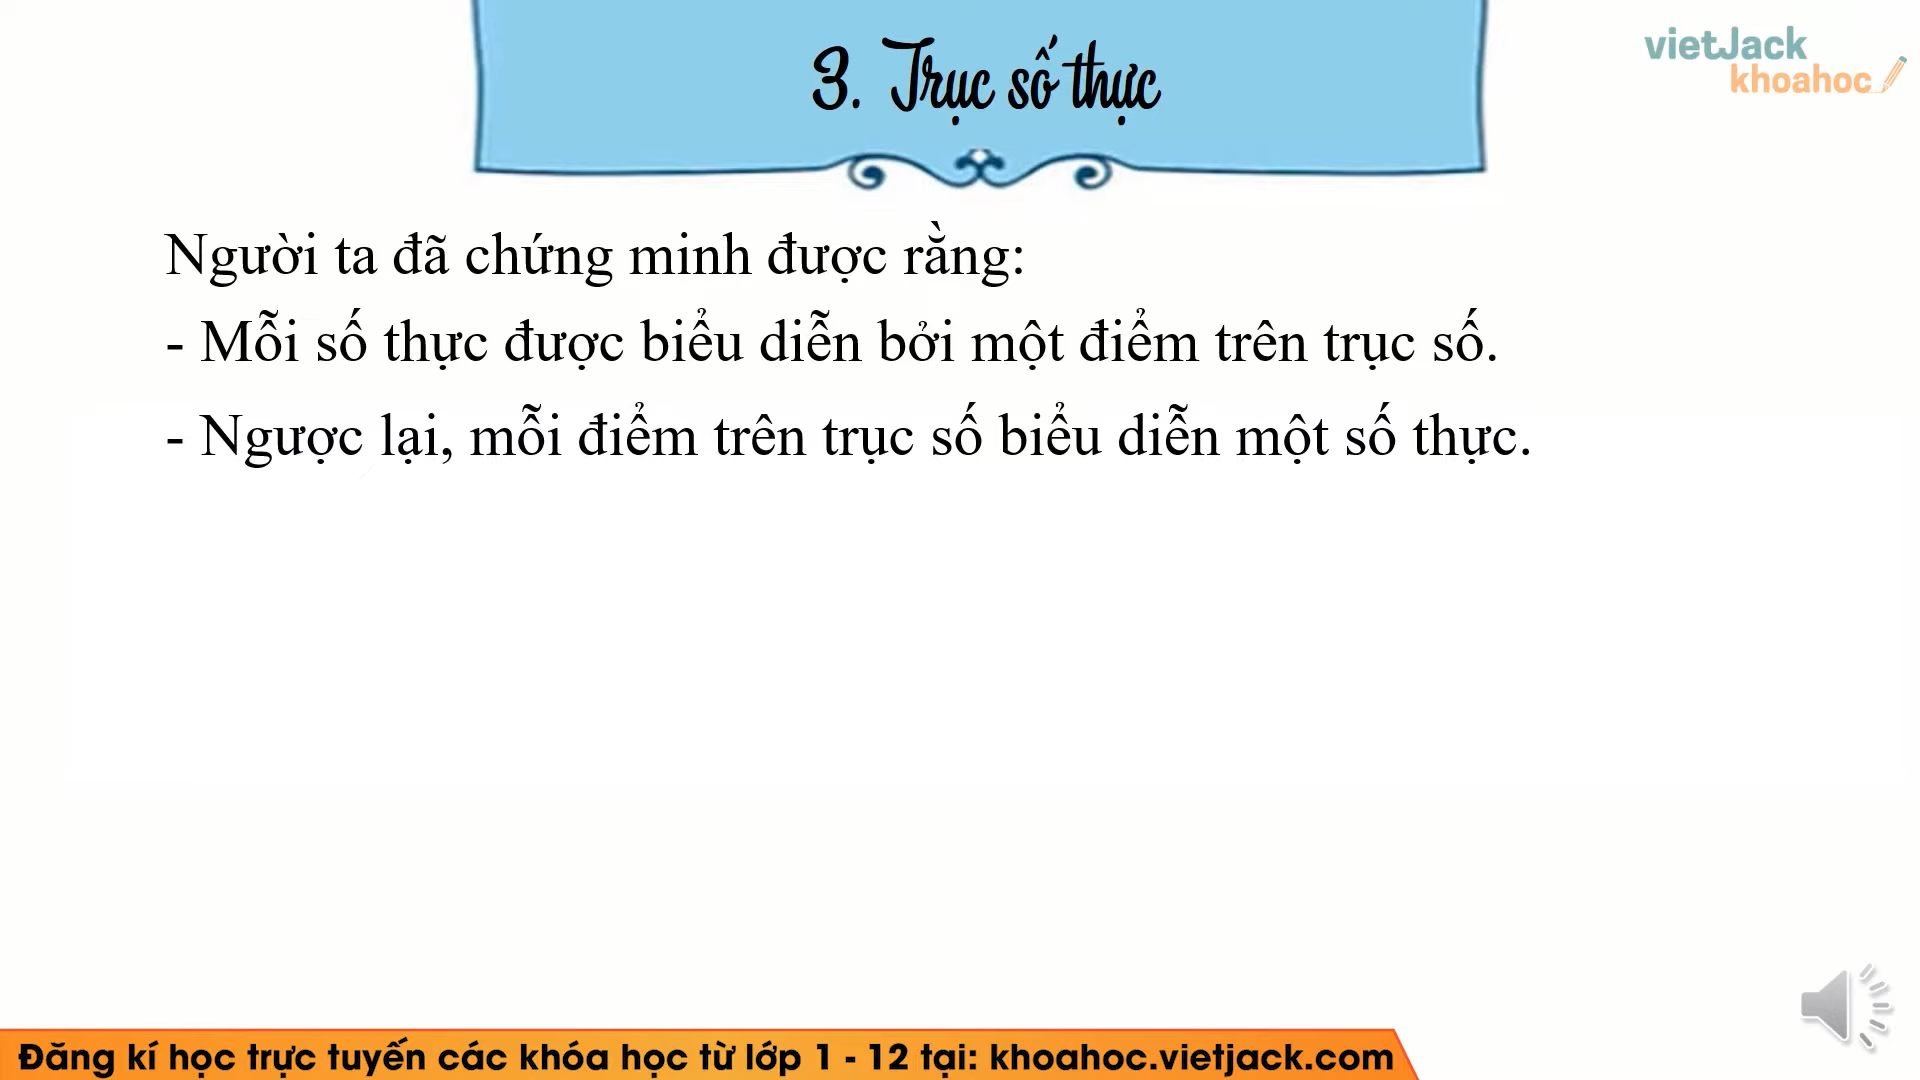 3. Trục số thực
vietJack
khoahoc
Người ta đã chứng minh được rằng:
- Mỗi số thực được biểu diễn bởi một điểm trên trục số.
- Ngược lại, mỗi điểm trên trục số biểu diễn một số thực.
Đăng kí học trực tuyến các khóa học từ lớp 1 - 12 tại: khoahoc.vietjack.com